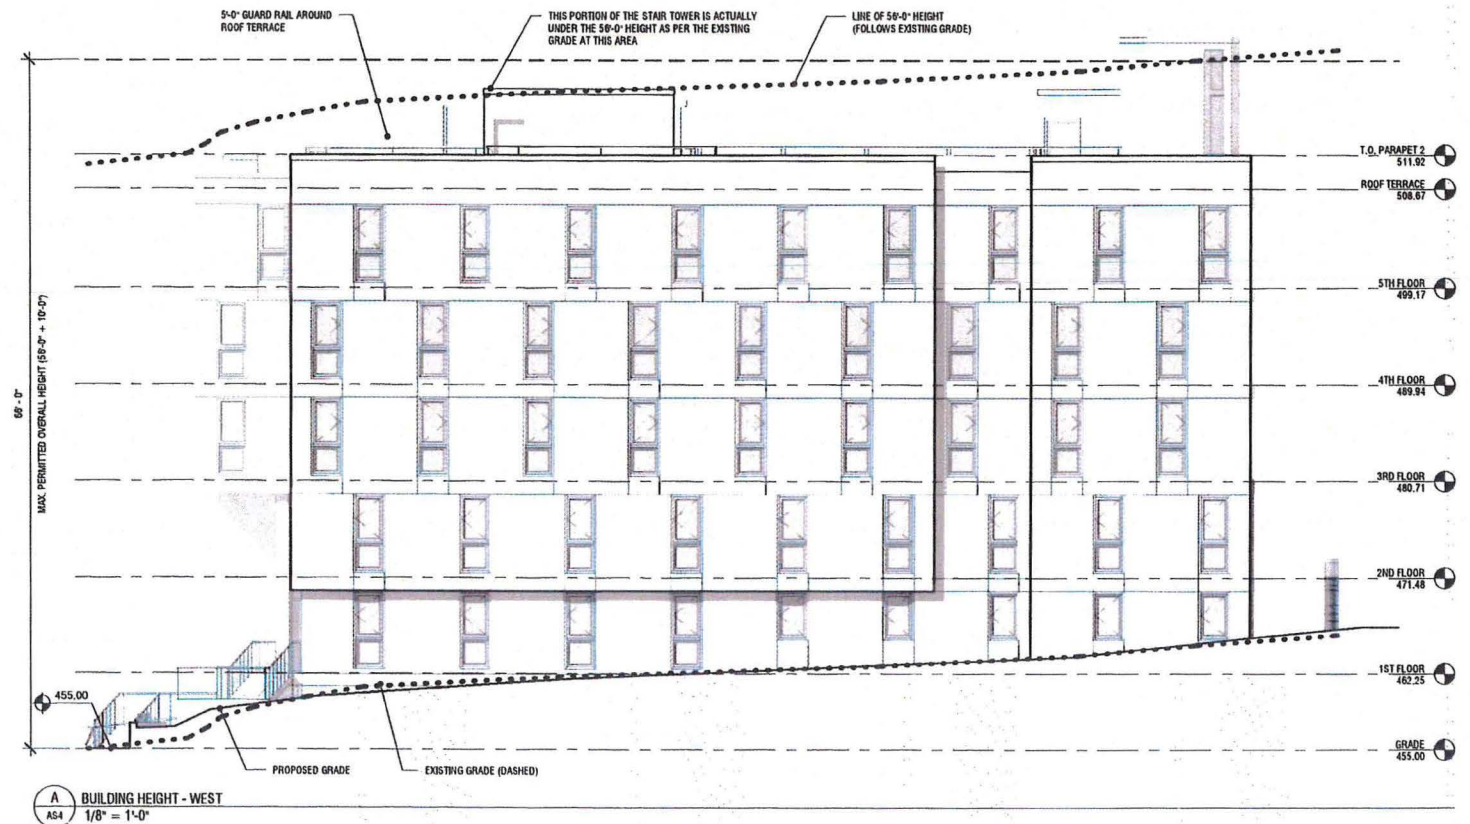 5'-0" GUARD RAIL AROUND
ROOF TERRACE
THIS PORTION OF THE STAIR TOWER IS ACTUALLY
UNDER THE 56'-0" HEIGHT AS PER THE EXISTING
GRADE AT THIS AREA
LINE OF 56'-0" HEIGHT
(FOLLOWS EXISTING GRADE)
T.O. PARAPET 2
511.92
ROOF TERRACE
508.67
5TH FLOOR
499.17
4TH FLOOR
489.94
3RD FLOOR
480.71
2ND FLOOR
471.48
1ST FLOOR
462.25
GRADE
455.00
66' - 0"
MAX. PERMITTED OVERALL HEIGHT (56'-0" + 10'-0")
455.00
PROPOSED GRADE
EXISTING GRADE (DASHED)
A
AS4
BUILDING HEIGHT - WEST
1/8" = 1'-0"